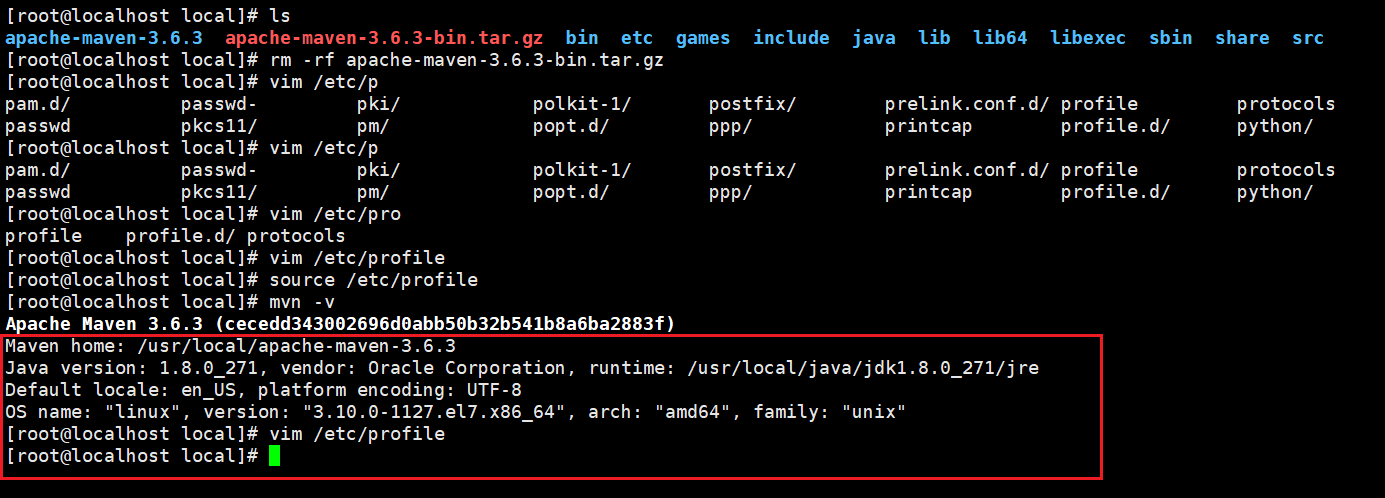 [root@localhost local]# ls
apache-maven-3.6.3  apache-maven-3.6.3-bin.tar.gz  bin  etc  games  include  java  lib  lib64  libexec  sbin  share  src
[root@localhost local]# rm -rf apache-maven-3.6.3-bin.tar.gz
[root@localhost local]# vim /etc/p
pam.d/          passwd-         pki/            polkit-1/       postfix/        prelink.conf.d/ profile         protocols
passwd          pkcs11/         pm/             popt.d/         ppp/            printcap        profile.d/      python/
[root@localhost local]# vim /etc/p
pam.d/          passwd-         pki/            polkit-1/       postfix/        prelink.conf.d/ profile         protocols
passwd          pkcs11/         pm/             popt.d/         ppp/            printcap        profile.d/      python/
[root@localhost local]# vim /etc/pro
profile    profile.d/ protocols
[root@localhost local]# vim /etc/profile
[root@localhost local]# source /etc/profile
[root@localhost local]# mvn -v
Apache Maven 3.6.3 (cecedd343002696d0abb50b32b541b8a6ba2883f)
Maven home: /usr/local/apache-maven-3.6.3
Java version: 1.8.0_271, vendor: Oracle Corporation, runtime: /usr/local/java/jdk1.8.0_271/jre
Default locale: en_US, platform encoding: UTF-8
OS name: "linux", version: "3.10.0-1127.el7.x86_64", arch: "amd64", family: "unix"
[root@localhost local]# vim /etc/profile
[root@localhost local]#